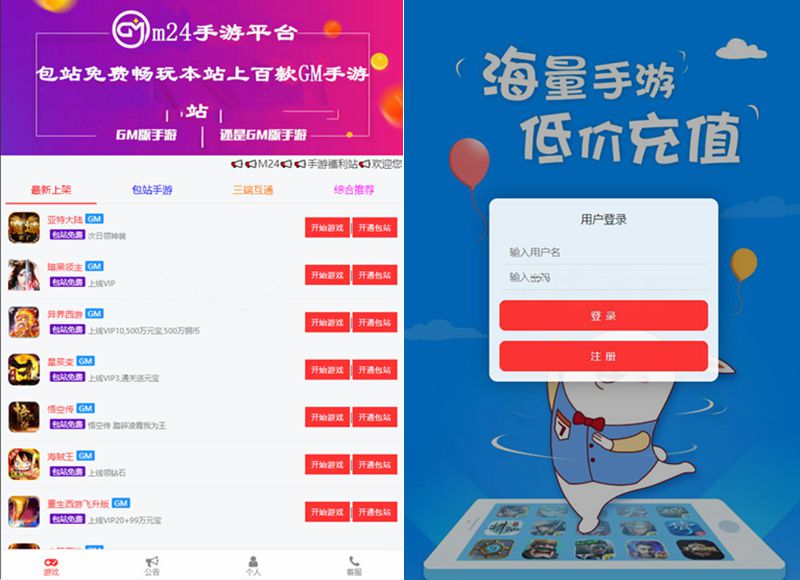 GM
m24手游平台
包站免费畅玩本站上百款GM手游
站
GM版手游
还是GM版手游
M24
手游福利站
欢迎您
最新上架
包站手游
三端互通
综合推荐
亚特大陆 GM
包站免费 次日领神装
开始游戏 开通包站
暗黑领主 GM
包站免费 上线VIP
开始游戏 开通包站
异界西游 GM
包站免费 上线VIP10,500万元宝,500万铜币
开始游戏 开通包站
星辰变 GM
包站免费 上线VIP3,通关送元宝
开始游戏 开通包站
悟空传 GM
包站免费 悟空传 踏碎凌霄我为王
开始游戏 开通包站
海贼王 GM
包站免费 上线领钻石
开始游戏 开通包站
重生西游飞升版 GM
包站免费 上线VIP20+99万元宝
开始游戏 开通包站
游戏
公告
个人
客服
海量手游
低价充值
用户登录
输入用户名
输入密码
登 录
注 册